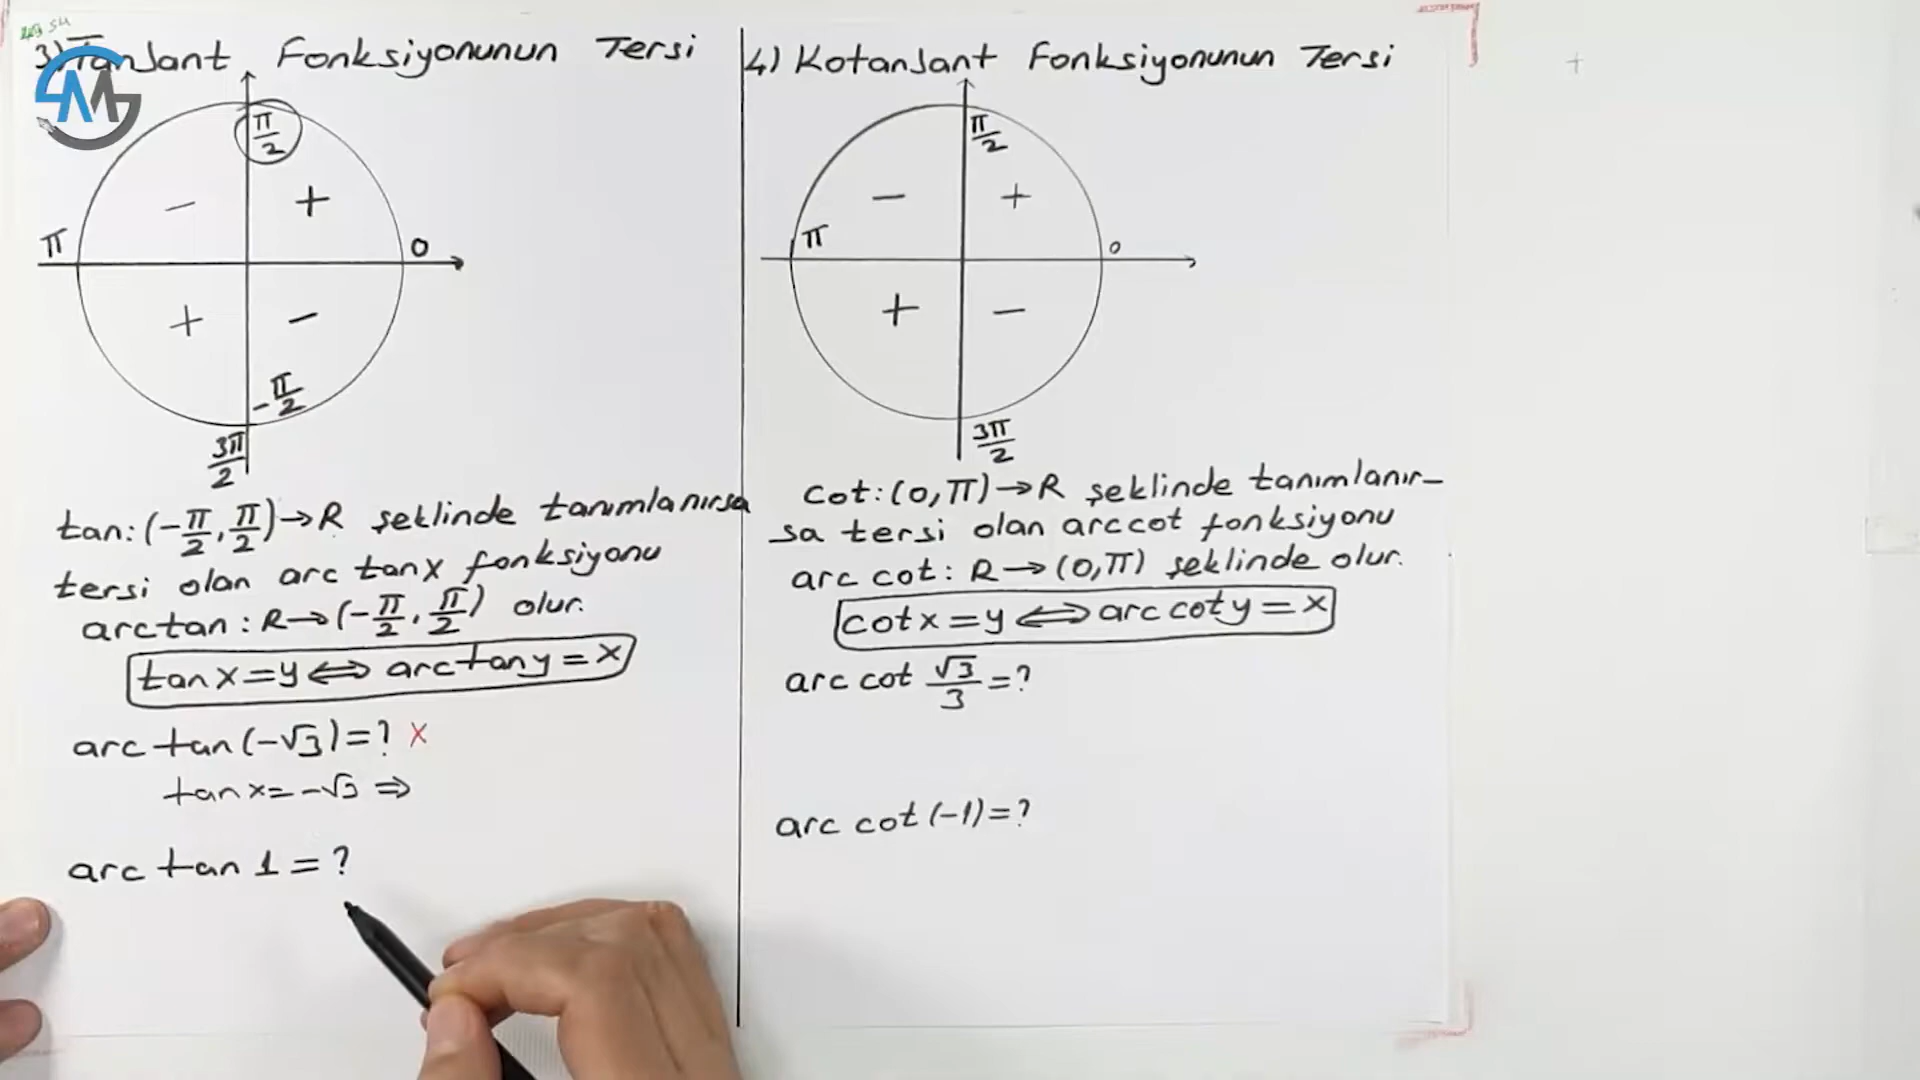 3) Tanjant Fonksiyonunun Tersi
π/2
−
+
π
0
+
−
-π/2
3π/2
tan: (-π/2, π/2) → R şeklinde tanımlanırsa
tersi olan arc tanx fonksiyonu
arctan: R → (-π/2, π/2) olur.
tanx = y ⟺ arctany = x
arc tan(-√3) = ? x
tanx = -√3 ⇒
arc tan 1 = ?
4) Kotanjant Fonksiyonunun Tersi
π/2
−
+
π
0
+
−
3π/2
cot: (0, π) → R şeklinde tanımlanır-
sa tersi olan arccot fonksiyonu
arc cot: R → (0, π) şeklinde olur.
cotx = y ⟺ arc coty = x
arc cot √3/3 = ?
arc cot (-1) = ?